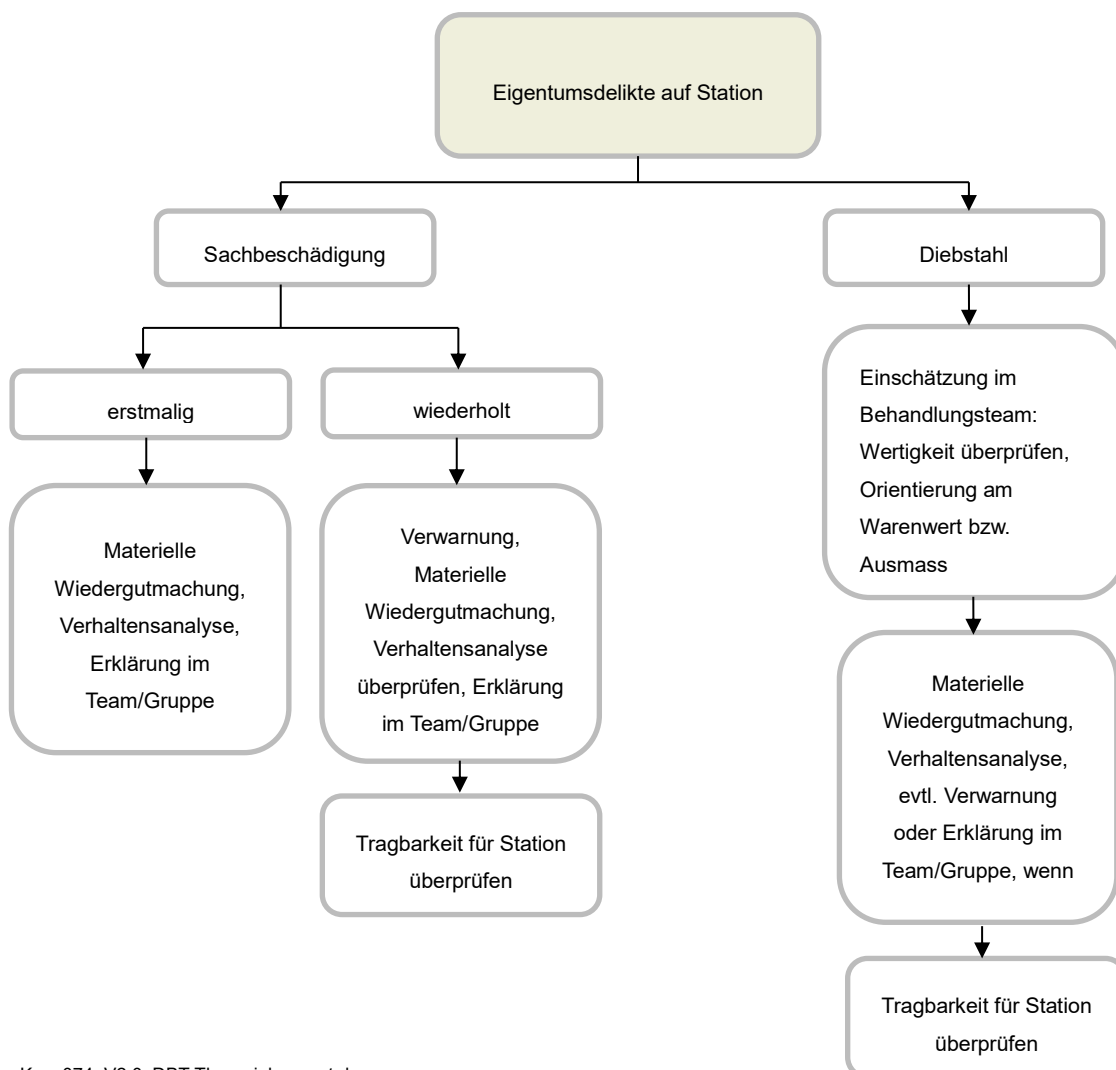 Eigentumsdelikte auf Station
Sachbeschädigung
Diebstahl
erstmalig
wiederholt
Einschätzung im
Behandlungsteam:
Wertigkeit überprüfen,
Orientierung am
Warenwert bzw.
Ausmass
Materielle
Wiedergutmachung,
Verhaltensanalyse,
Erklärung im
Team/Gruppe
Verwarnung,
Materielle
Wiedergutmachung,
Verhaltensanalyse
überprüfen, Erklärung
im Team/Gruppe
Materielle
Wiedergutmachung,
Verhaltensanalyse,
evtl. Verwarnung
oder Erklärung im
Team/Gruppe, wenn
Tragbarkeit für Station
überprüfen
Tragbarkeit für Station
überprüfen